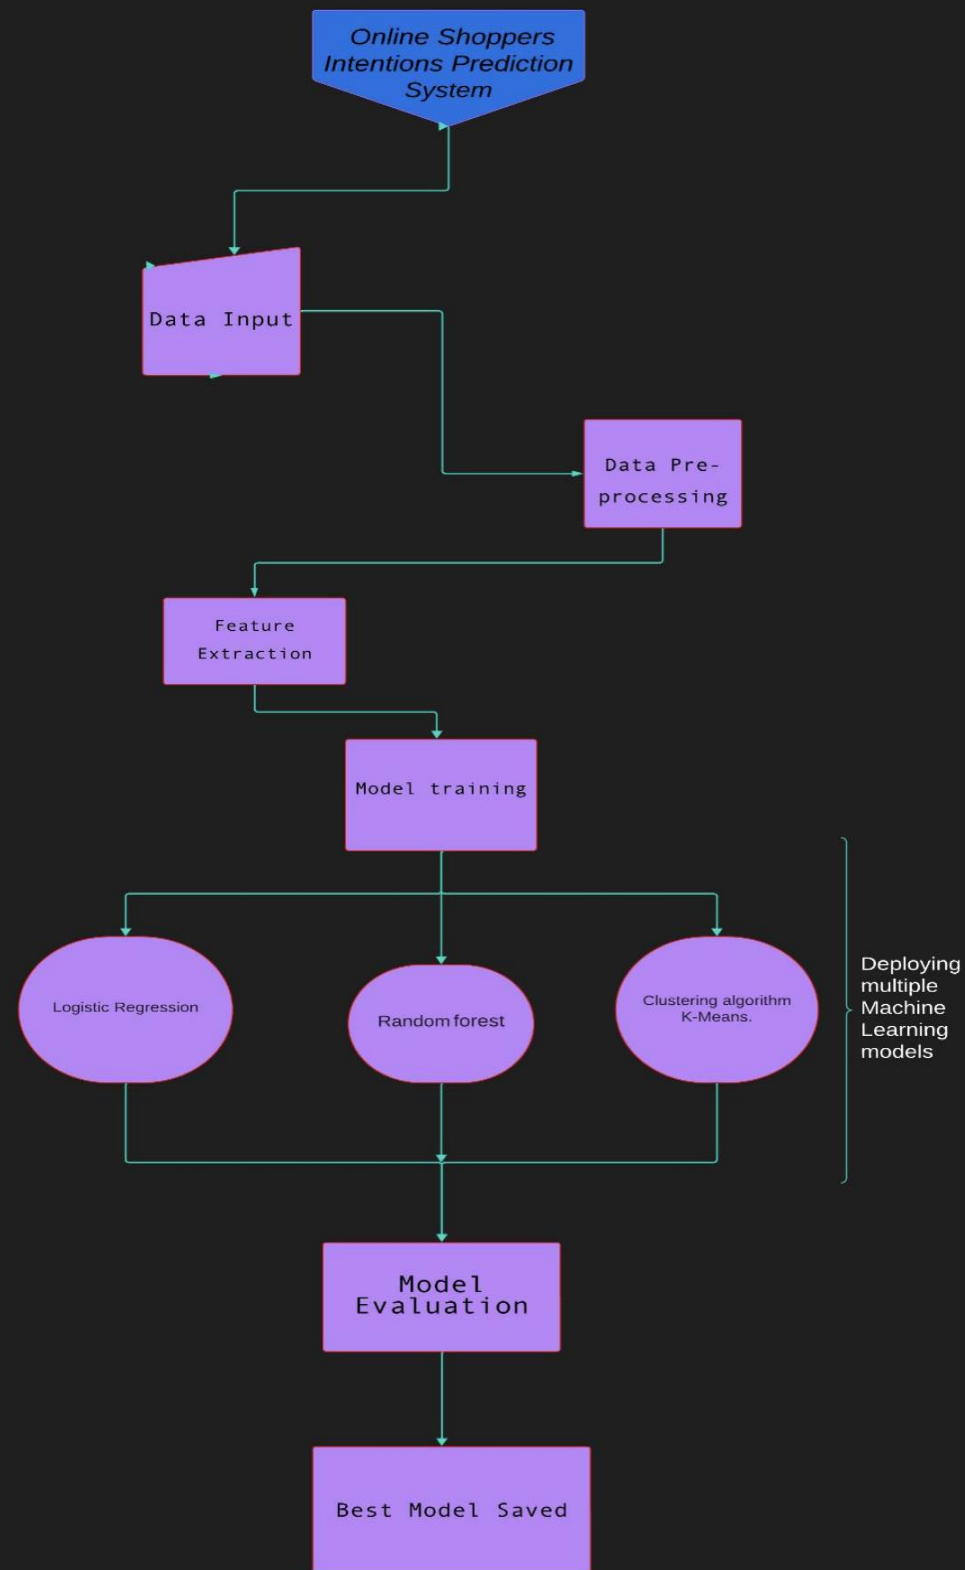 Online Shoppers
Intentions Prediction
System
Data Input
Data Pre-
processing
Feature
Extraction
Model training
Logistic Regression
Random forest
Clustering algorithm
K-Means.
Deploying
multiple
Machine
Learning
models
Model
Evaluation
Best Model Saved